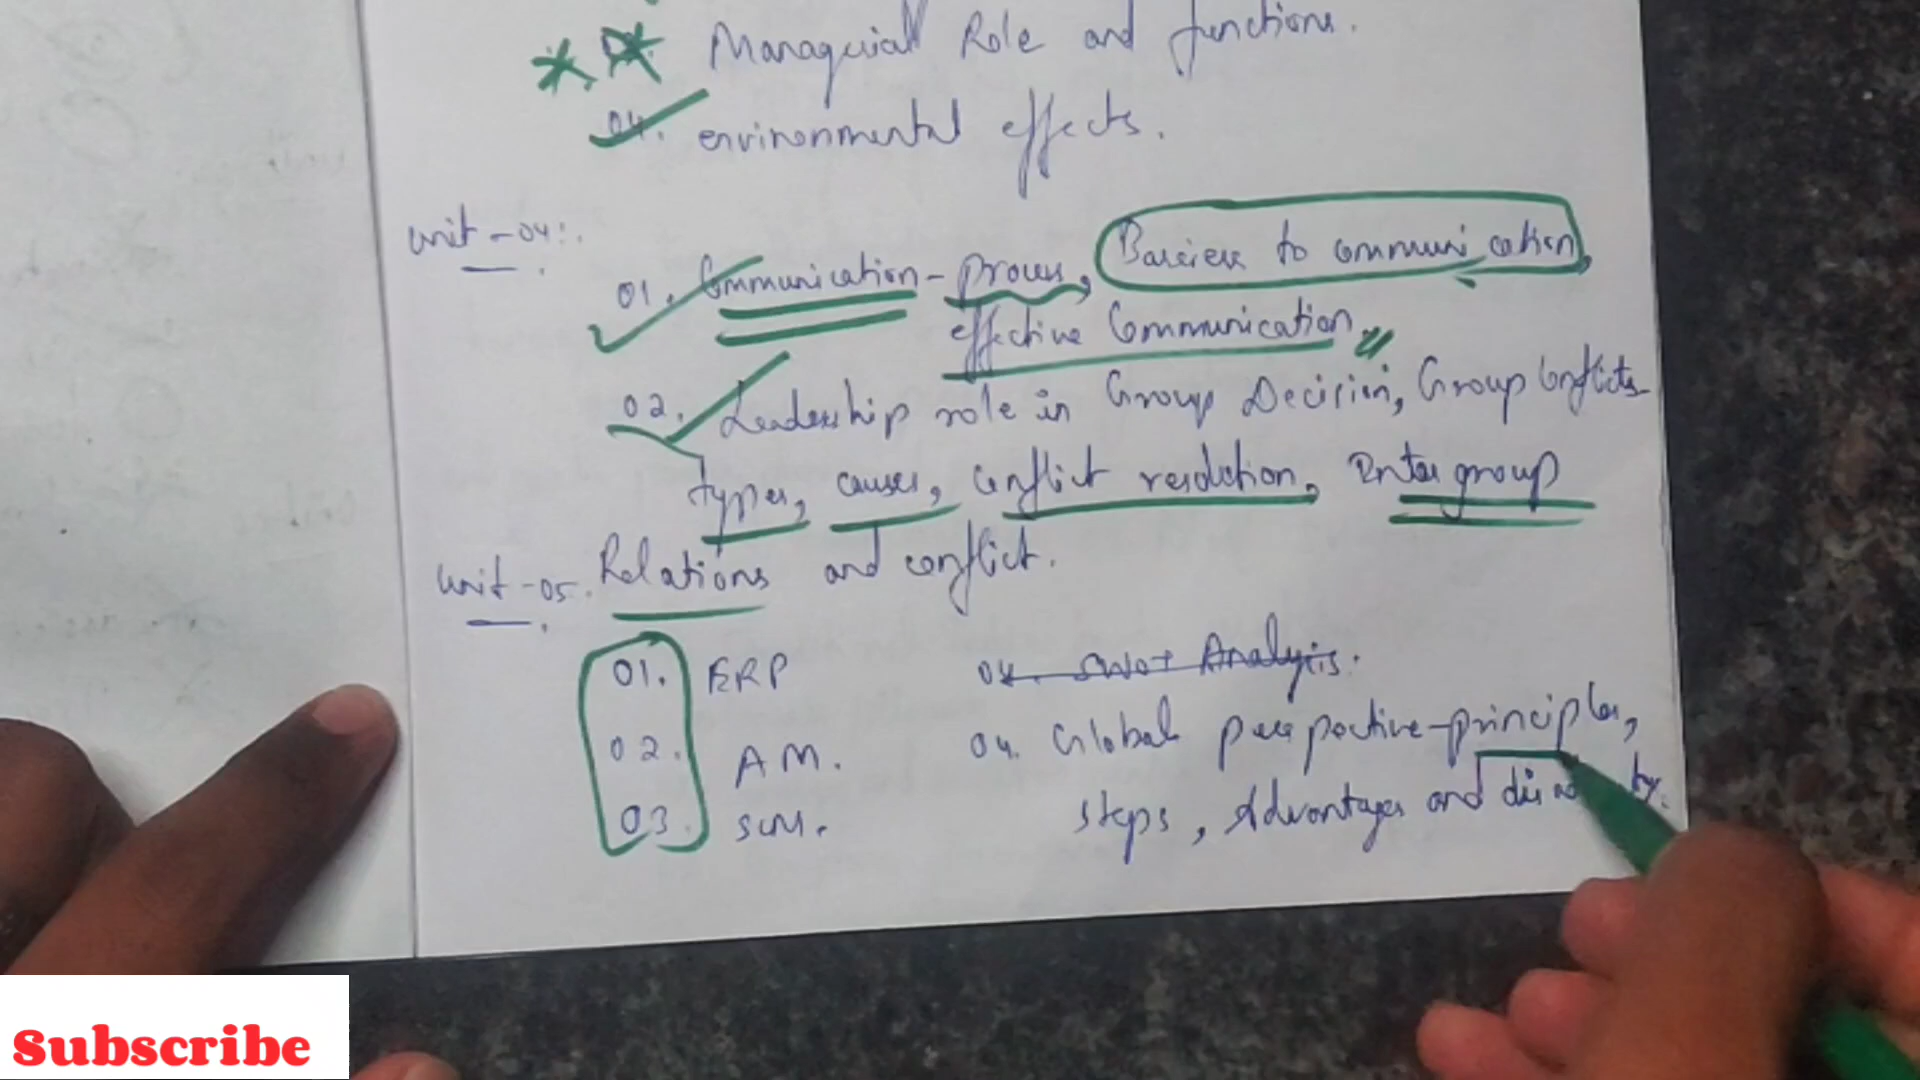 Managerial Role and functions.
04. environmental effects.
unit-04:.
01. Communication - process, Barriers to communication,
effective Communication
02. Leadership role in Group Decision, Group Conflicts-
types, causes, Conflict resolution, Inter group
Relations and conflict.
unit-05.
01. ERP
02. AM.
03. SCM.
04. SWOT Analysis.
04. Global perspective-principles,
steps, Advantages and
Subscribe